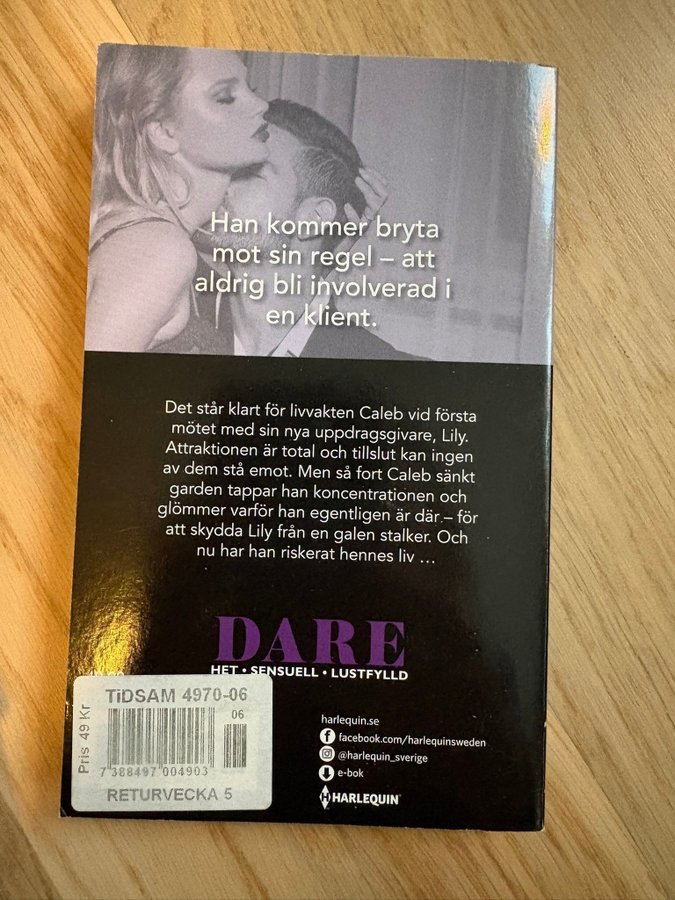 Han kommer bryta
mot sin regel – att
aldrig bli involverad i
en klient.
Det står klart för livvakten Caleb vid första
mötet med sin nya uppdragsgivare, Lily.
Attraktionen är total och tillslut kan ingen
av dem stå emot. Men så fort Caleb sänkt
garden tappar han koncentrationen och
glömmer varför han egentligen är där – för
att skydda Lily från en galen stalker. Och
nu har han riskerat hennes liv …
DARE
HET • SENSUELL • LUSTFYLLD
TiDSAM 4970-06
06
Pris 49 Kr
7 388497 004903
RETURVECKA 5
harlequin.se
facebook.com/harlequinsweden
@harlequin_sverige
e-bok
HARLEQUIN